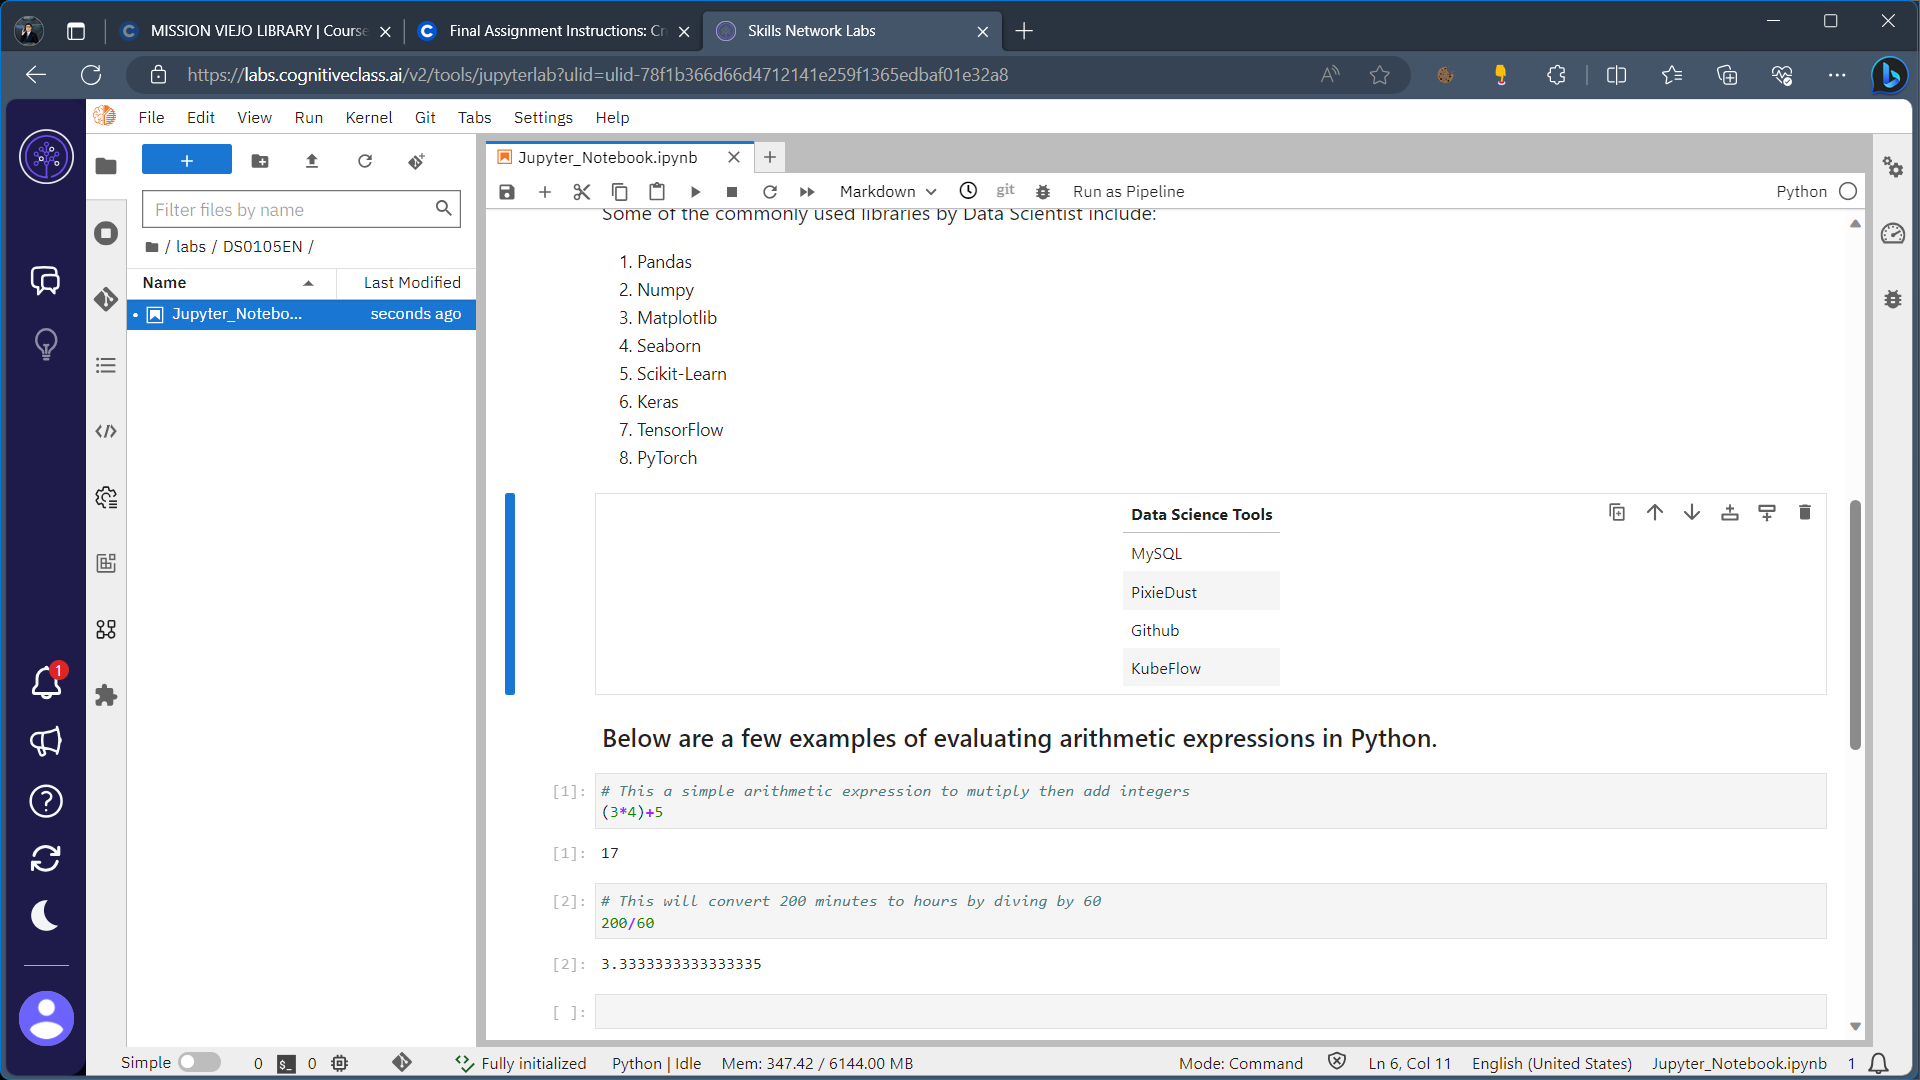 MISSION VIEJO LIBRARY | Course
Final Assignment Instructions: Cr
Skills Network Labs
https://labs.cognitiveclass.ai/v2/tools/jupyterlab?ulid=ulid-78f1b366d66d4712141e259f1365edbaf01e32a8
File Edit View Run Kernel Git Tabs Settings Help
Filter files by name
/ labs / DS0105EN /
Name Last Modified
Jupyter_Notebo... seconds ago
Jupyter_Notebook.ipynb
Markdown git Run as Pipeline Python
Some of the commonly used libraries by Data Scientist include:
1. Pandas
2. Numpy
3. Matplotlib
4. Seaborn
5. Scikit-Learn
6. Keras
7. TensorFlow
8. PyTorch
Data Science Tools
MySQL
PixieDust
Github
KubeFlow
Below are a few examples of evaluating arithmetic expressions in Python.
[1]: # This a simple arithmetic expression to mutiply then add integers
(3*4)+5
[1]: 17
[2]: # This will convert 200 minutes to hours by diving by 60
200/60
[2]: 3.3333333333333335
[ ]:
1
Simple 0 $_ 0 Fully initialized Python | Idle Mem: 347.42 / 6144.00 MB Mode: Command Ln 6, Col 11 English (United States) Jupyter_Notebook.ipynb 1